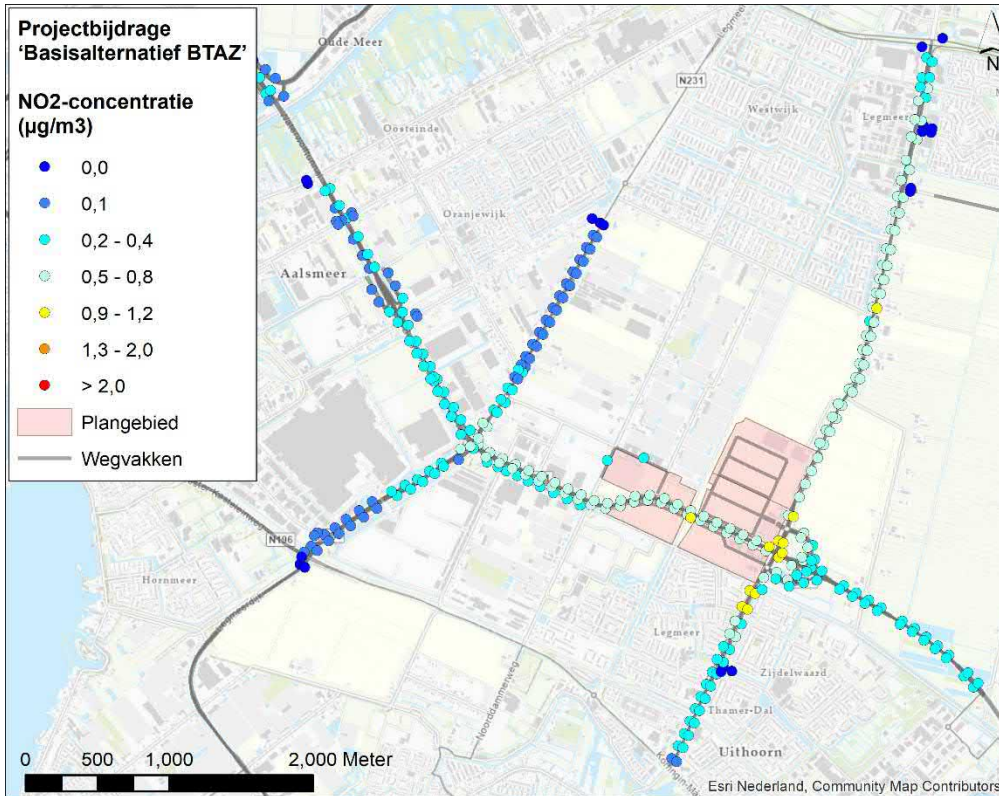 Projectbijdrage
‘Basisalternatief BTAZ’
NO2-concentratie
(µg/m3)
0,0
0,1
0,2 - 0,4
0,5 - 0,8
0,9 - 1,2
1,3 - 2,0
> 2,0
Plangebied
Wegvakken
Oude Meer
Oosteinde
Oranjewijk
Aalsmeer
N231
Westwijk
Legmeer
N
N196
Hornmeer
Legmeerdijk
Noorddammerweg
Legmeer
Zijdelwaard
Thamer-Dal
Uithoorn
0 500 1,000 2,000 Meter
Esri Nederland, Community Map Contributors